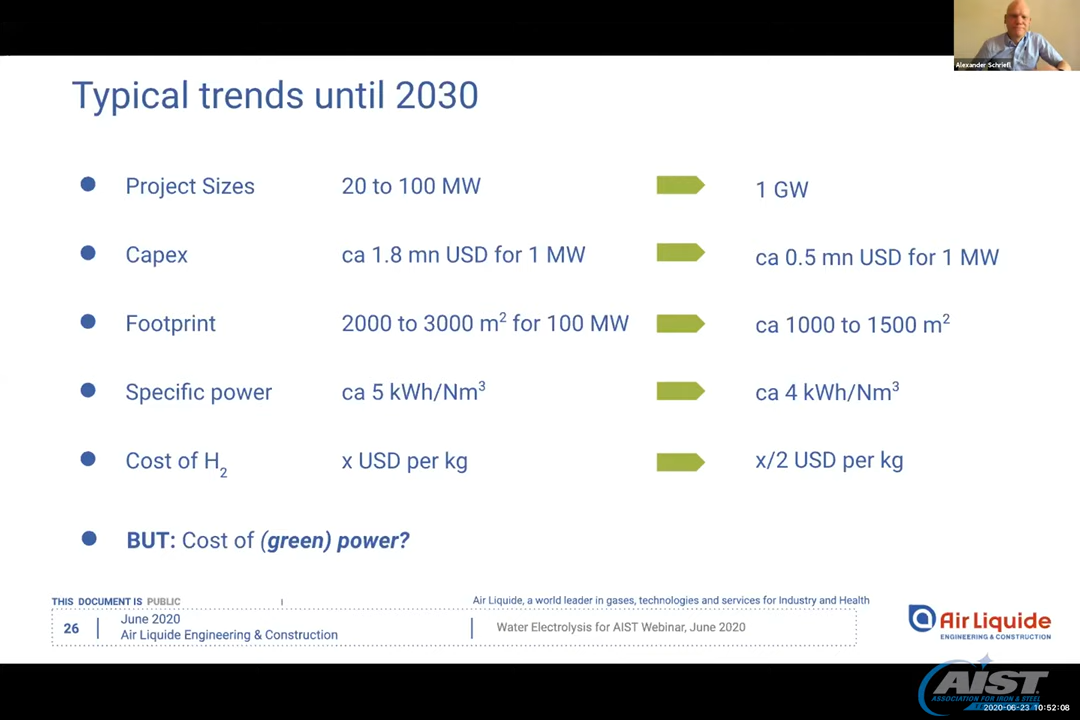 Alexander Schriefl
Typical trends until 2030
Project Sizes 20 to 100 MW 1 GW
Capex ca 1.8 mn USD for 1 MW ca 0.5 mn USD for 1 MW
Footprint 2000 to 3000 m² for 100 MW ca 1000 to 1500 m²
Specific power ca 5 kWh/Nm³ ca 4 kWh/Nm³
Cost of H₂ x USD per kg x/2 USD per kg
BUT: Cost of (green) power?
THIS DOCUMENT IS PUBLIC
Air Liquide, a world leader in gases, technologies and services for Industry and Health
26
June 2020
Air Liquide Engineering & Construction
Water Electrolysis for AIST Webinar, June 2020
Air Liquide
ENGINEERING & CONSTRUCTION
AIST
ASSOCIATION FOR IRON & STEEL
2020-06-23 10:52:08